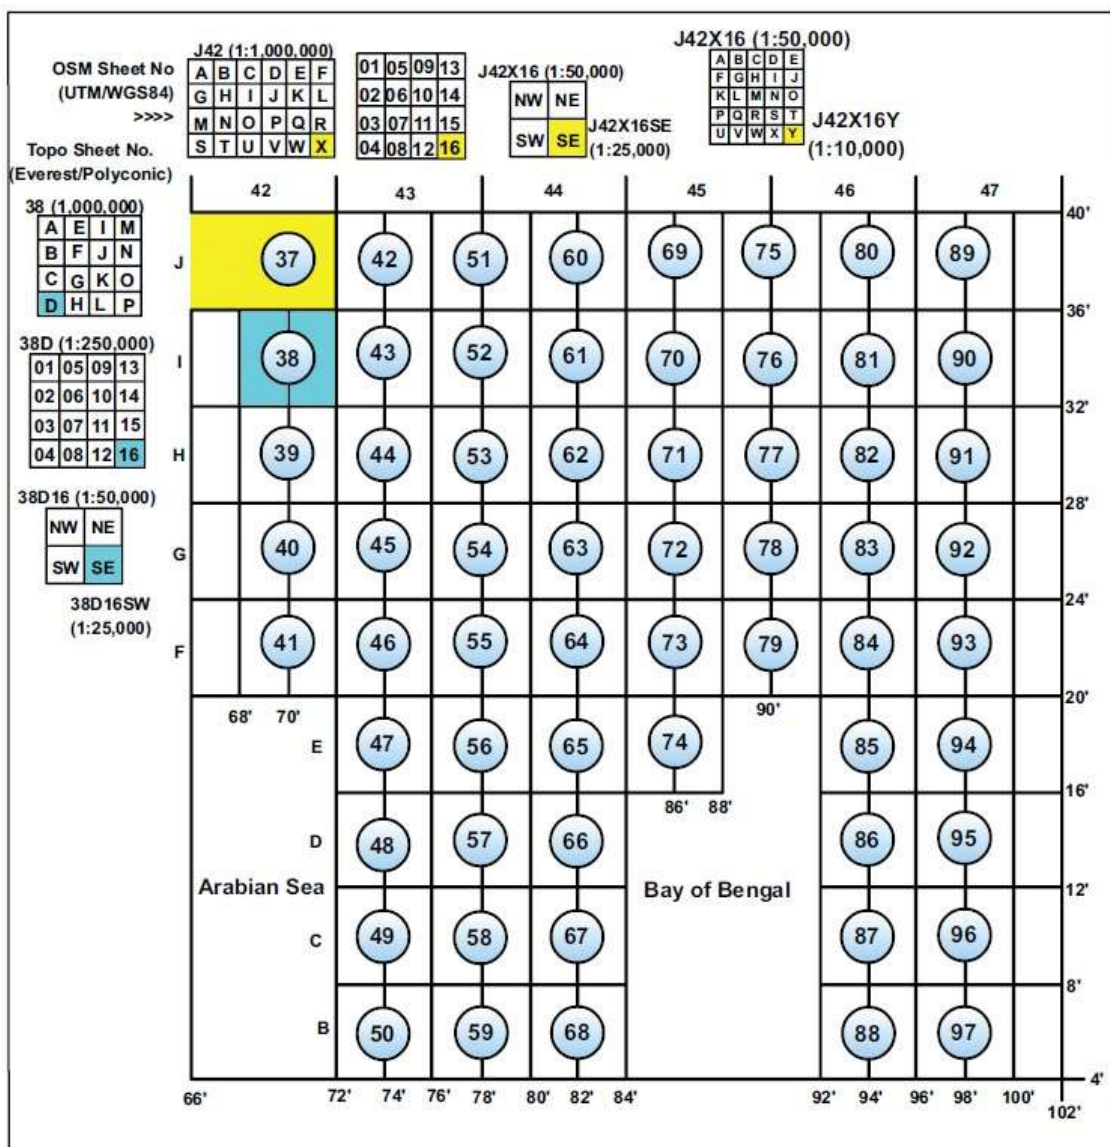 OSM Sheet No
(UTM/WGS84)
>>>>
J42 (1:1,000,000)
A B C D E F
G H I J K L
M N O P Q R
S T U V W X
01 05 09 13
02 06 10 14
03 07 11 15
04 08 12 16
J42X16 (1:50,000)
NW NE
SW SE
J42X16SE
(1:25,000)
J42X16 (1:50,000)
A B C D E
F G H I J
K L M N O
P Q R S T
U V W X Y
J42X16Y
(1:10,000)
Topo Sheet No.
(Everest/Polyconic)
38 (1,000,000)
A E I M
B F J N
C G K O
D H L P
38D (1:250,000)
01 05 09 13
02 06 10 14
03 07 11 15
04 08 12 16
38D16 (1:50,000)
NW NE
SW SE
38D16SW
(1:25,000)
42 43 44 45 46 47
40'
J 37 42 51 60 69 75 80 89
36'
I 38 43 52 61 70 76 81 90
32'
H 39 44 53 62 71 77 82 91
28'
G 40 45 54 63 72 78 83 92
24'
F 41 46 55 64 73 79 84 93
20'
68' 70' 90'
E 47 56 65 74 85 94
16'
86' 88'
D 48 57 66 86 95
Arabian Sea Bay of Bengal
12'
C 49 58 67 87 96
8'
B 50 59 68 88 97
4'
66' 72' 74' 76' 78' 80' 82' 84' 92' 94' 96' 98' 100' 102'